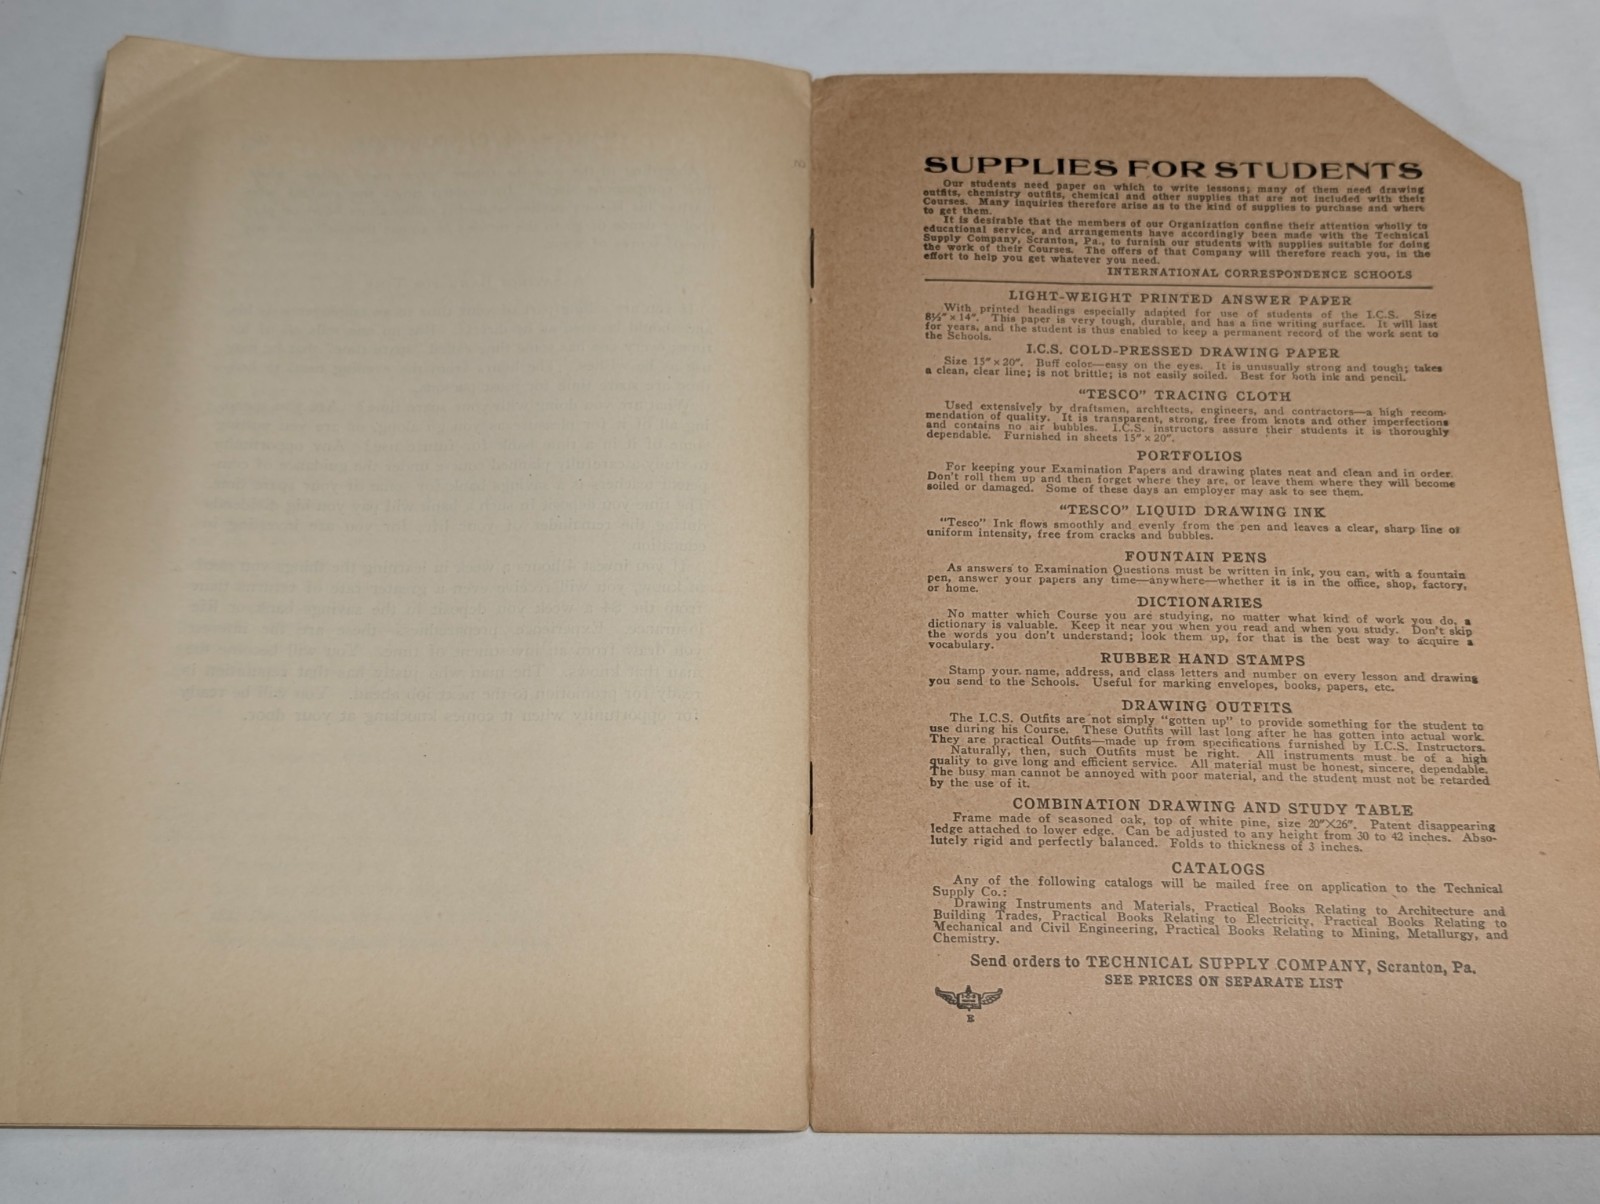 SUPPLIES FOR STUDENTS
Our students need paper on which to write lessons; many of them need drawing
outfits, chemistry outfits, chemical and other supplies that are not included with their
Courses. Many inquiries therefore arise as to the kind of supplies to purchase and where
to get them.
It is desirable that the members of our Organization confine their attention wholly to
educational service, and arrangements have accordingly been made with the Technical
Supply Company, Scranton, Pa., to furnish our students with supplies suitable for doing
the work of their Courses. The offers of that Company will therefore reach you, in the
effort to help you get whatever you need.
INTERNATIONAL CORRESPONDENCE SCHOOLS
LIGHT-WEIGHT PRINTED ANSWER PAPER
With printed headings especially adapted for use of students of the I.C.S. Size
8½″ x 14″. This paper is very tough, durable, and has a fine writing surface. It will last
for years, and the student is thus enabled to keep a permanent record of the work sent to
the Schools.
I.C.S. COLD-PRESSED DRAWING PAPER
Size 15″ x 20″. Buff color—easy on the eyes. It is unusually strong and tough; takes
a clean, clear line; is not brittle; is not easily soiled. Best for both ink and pencil.
"TESCO" TRACING CLOTH
Used extensively by draftsmen, architects, engineers, and contractors—a high recom-
mendation of quality. It is transparent, strong, free from knots and other imperfections
and contains no air bubbles. I.C.S. instructors assure their students it is thoroughly
dependable. Furnished in sheets 15″ x 20″.
PORTFOLIOS
For keeping your Examination Papers and drawing plates neat and clean and in order.
Don't roll them up and then forget where they are, or leave them where they will become
soiled or damaged. Some of these days an employer may ask to see them.
"TESCO" LIQUID DRAWING INK
"Tesco" Ink flows smoothly and evenly from the pen and leaves a clear, sharp line of
uniform intensity, free from cracks and bubbles.
FOUNTAIN PENS
As answers to Examination Questions must be written in ink, you can, with a fountain
pen, answer your papers any time—anywhere—whether it is in the office, shop, factory,
or home.
DICTIONARIES
No matter which Course you are studying, no matter what kind of work you do, a
dictionary is valuable. Keep it near you when you read and when you study. Don't skip
the words you don't understand; look them up, for that is the best way to acquire a
vocabulary.
RUBBER HAND STAMPS
Stamp your name, address, and class letters and number on every lesson and drawing
you send to the Schools. Useful for marking envelopes, books, papers, etc.
DRAWING OUTFITS
The I.C.S. Outfits are not simply "gotten up" to provide something for the student to
use during his Course. These Outfits will last long after he has gotten into actual work.
They are practical Outfits—made up from specifications furnished by I.C.S. Instructors.
Naturally, then, such Outfits must be right. All instruments must be of a high
quality to give long and efficient service. All material must be honest, sincere, dependable.
The busy man cannot be annoyed with poor material, and the student must not be retarded
by the use of it.
COMBINATION DRAWING AND STUDY TABLE
Frame made of seasoned oak, top of white pine, size 20″X26″. Patent disappearing
ledge attached to lower edge. Can be adjusted to any height from 30 to 42 inches. Abso-
lutely rigid and perfectly balanced. Folds to thickness of 3 inches.
CATALOGS
Any of the following catalogs will be mailed free on application to the Technical
Supply Co.:
Drawing Instruments and Materials, Practical Books Relating to Architecture and
Building Trades, Practical Books Relating to Electricity, Practical Books Relating to
Mechanical and Civil Engineering, Practical Books Relating to Mining, Metallurgy, and
Chemistry.
Send orders to TECHNICAL SUPPLY COMPANY, Scranton, Pa.
SEE PRICES ON SEPARATE LIST
E